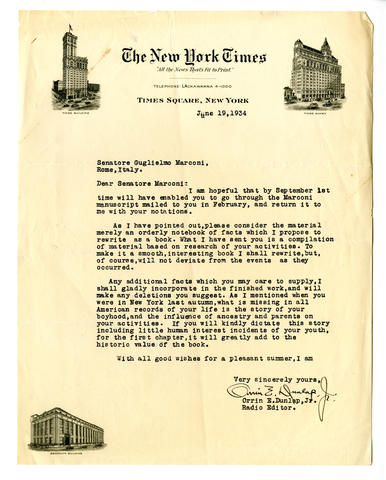 The New York Times
"All the News That's Fit to Print"
TELEPHONE LACKAWANNA 4-1000
TIMES SQUARE, NEW YORK
TIMES BUILDING
TIMES ANNEX
June 19,1934
Senatore Guglielmo Marconi,
Rome,Italy.
Dear Senatore Marconi:
I am hopeful that by September 1st
time will have enabled you to go through the Marconi
manuscript mailed to you in February, and return it
to me with your notations.
As I have pointed out,please consider the material
merely an orderly notebook of facts which I propose to
rewrite as a book. What I have sent you is a compilation
of material based on research of your activities. To
make it a smooth,interesting book I shall rewrite,but,
of course,will not deviate from the events as they
occurred.
Any additional facts which you may care to supply,I
shall gladly incorporate in the finished work,and will
make any deletions you suggest. As I mentioned when you
were in New York last autumn,what is missing in all
American records of your life is the story of your
boyhood,and the influence of ancestry and parents on
your activities. If you will kindly dictate this story
including little human interest incidents of your youth,
for the first chapter,it will greatly add to the
historic value of the book.
With all good wishes for a pleasant summer,I am
Very sincerely yours,
Orrin E. Dunlap, Jr.
Orrin E.Dunlap,Jr.
Radio Editor.
BROOKLYN BUILDING